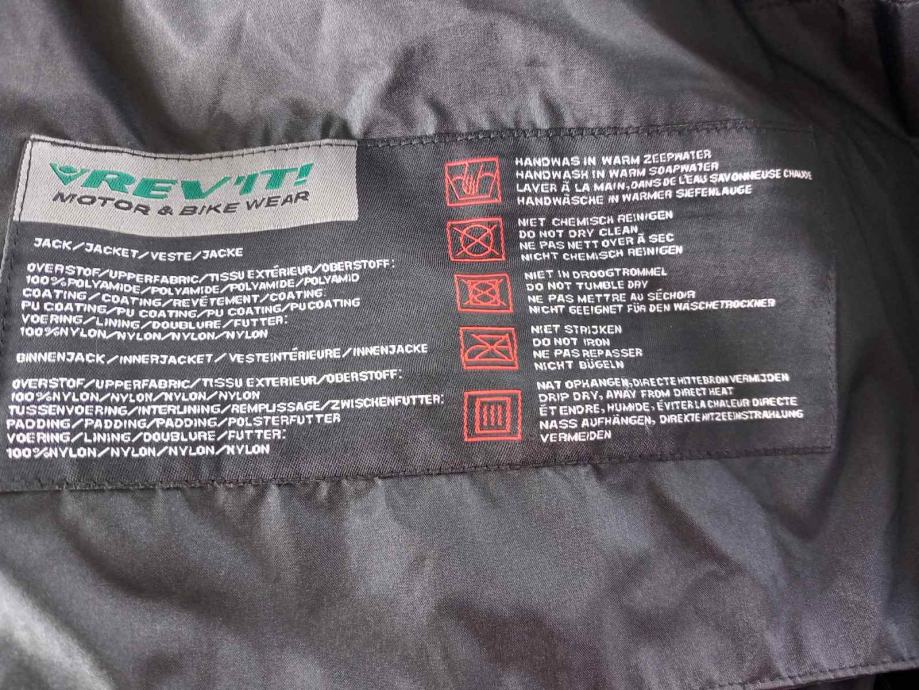 REV'IT!
MOTOR & BIKE WEAR
JACK/JACKET/VESTE/JACKE
OVERSTOF/UPPERFABRIC/TISSU EXTÉRIEUR/OBERSTOFF:
100%POLYAMIDE/POLYAMIDE/POLYAMIDE/POLYAMID
COATING/COATING/REVÊTEMENT/COATING
PU COATING/PU COATING/PU COATING/PUCOATING
VOERING/LINING/DOUBLURE/FUTTER:
100%NYLON/NYLON/NYLON/NYLON
BINNENJACK/INNERJACKET/VESTEINTÉRIEURE/INNENJACKE
OVERSTOF/UPPERFABRIC/TISSU EXTÉRIEUR/OBERSTOFF:
100%NYLON/NYLON/NYLON/NYLON
TUSSENVOERING/INTERLINING/REMPLISSAGE/ZWISCHENFUTTER:
PADDING/PADDING/PADDING/POLSTERFUTTER
VOERING/LINING/DOUBLURE/FUTTER:
100%NYLON/NYLON/NYLON/NYLON
HANDWAS IN WARM ZEEPWATER
HANDWASH IN WARM SOAPWATER
LAVER À LA MAIN,DANS DE L'EAU SAVONNEUSE CHAUDE
HANDWÄSCHE IN WARMER SIEFENLAUGE
NIET CHEMISCH REINIGEN
DO NOT DRY CLEAN
NE PAS NETTOYER À SEC
NICHT CHEMISCH REINIGEN
NIET IN DROOGTROMMEL
DO NOT TUMBLE DRY
NE PAS METTRE AU SÉCHOIR
NICHT GEEIGNET FÜR DEN WASCHETROCKNER
NIET STRIJKEN
DO NOT IRON
NE PAS REPASSER
NICHT BÜGELN
NAT OPHANGEN,DIRECTE HITTEBRON VERMIJDEN
DRIP DRY, AWAY FROM DIRECT HEAT
ÉTENDRE, HUMIDE, ÉVITER LA CHALEUR DIRECTE
NASS AUFHÄNGEN, DIREKTE HITZEEINSTRAHLUNG
VERMEIDEN